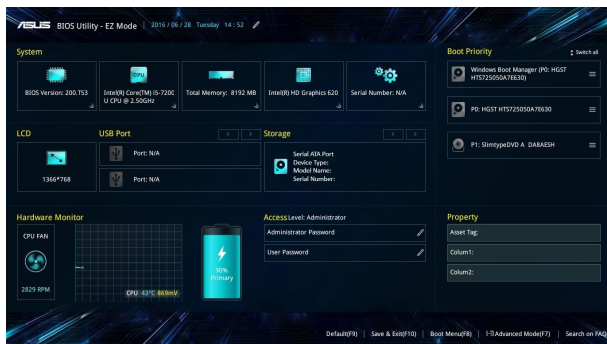 ASUS BIOS Utility - EZ Mode | 2016/06/28 Tuesday 14:52
System
BIOS Version: 200.T53
Intel(R) Core(TM) i5-7200
U CPU @ 2.50GHz
Total Memory: 8192 MB
Intel(R) HD Graphics 620
Serial Number: N/A
CPU
Boot Priority
Switch all
Windows Boot Manager (P0: HGST
HTS725050A7E630)
P0: HGST HTS725050A7E630
P1: SlimtypeDVD A DA8AESH
LCD
1366*768
USB Port
Port: N/A
Port: N/A
Storage
Serial ATA Port
Device Type:
Model Name:
Serial Number:
Hardware Monitor
CPU FAN
2829 RPM
CPU 43°C 869mV
90%
Primary
Access Level: Administrator
Administrator Password
User Password
Property
Asset Tag:
Colum1:
Colum2:
Default(F9) | Save & Exit(F10) | Boot Menu(F8) | Advanced Mode(F7) | Search on FAQ